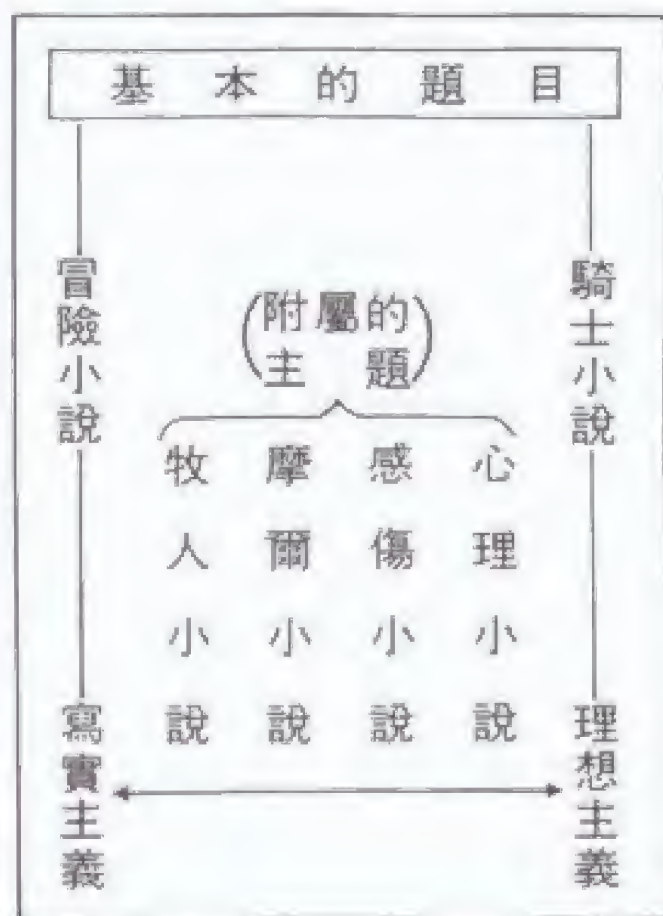 基本的題目
騎士小說
理想主義
(附屬的
主題)
心理小說
感傷小說
摩爾小說
牧人小說
冒險小說
寫實主義